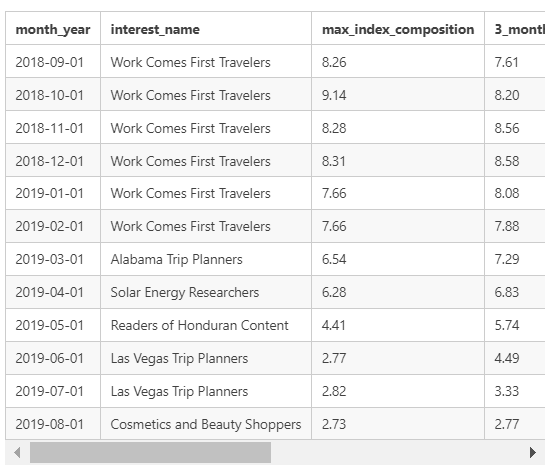 month_year interest_name max_index_composition 3_month
2018-09-01 Work Comes First Travelers 8.26 7.61
2018-10-01 Work Comes First Travelers 9.14 8.20
2018-11-01 Work Comes First Travelers 8.28 8.56
2018-12-01 Work Comes First Travelers 8.31 8.58
2019-01-01 Work Comes First Travelers 7.66 8.08
2019-02-01 Work Comes First Travelers 7.66 7.88
2019-03-01 Alabama Trip Planners 6.54 7.29
2019-04-01 Solar Energy Researchers 6.28 6.83
2019-05-01 Readers of Honduran Content 4.41 5.74
2019-06-01 Las Vegas Trip Planners 2.77 4.49
2019-07-01 Las Vegas Trip Planners 2.82 3.33
2019-08-01 Cosmetics and Beauty Shoppers 2.73 2.77